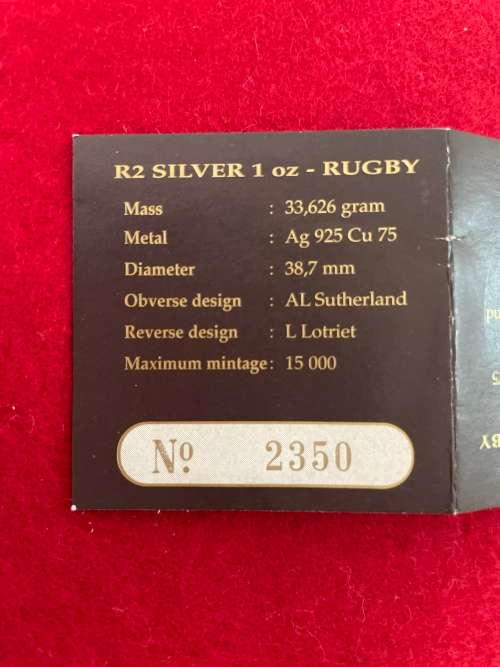 R2 SILVER 1 oz - RUGBY
Mass : 33,626 gram
Metal : Ag 925 Cu 75
Diameter : 38,7 mm
Obverse design : AL Sutherland
Reverse design : L Lotriet
Maximum mintage : 15 000
Nº 2350